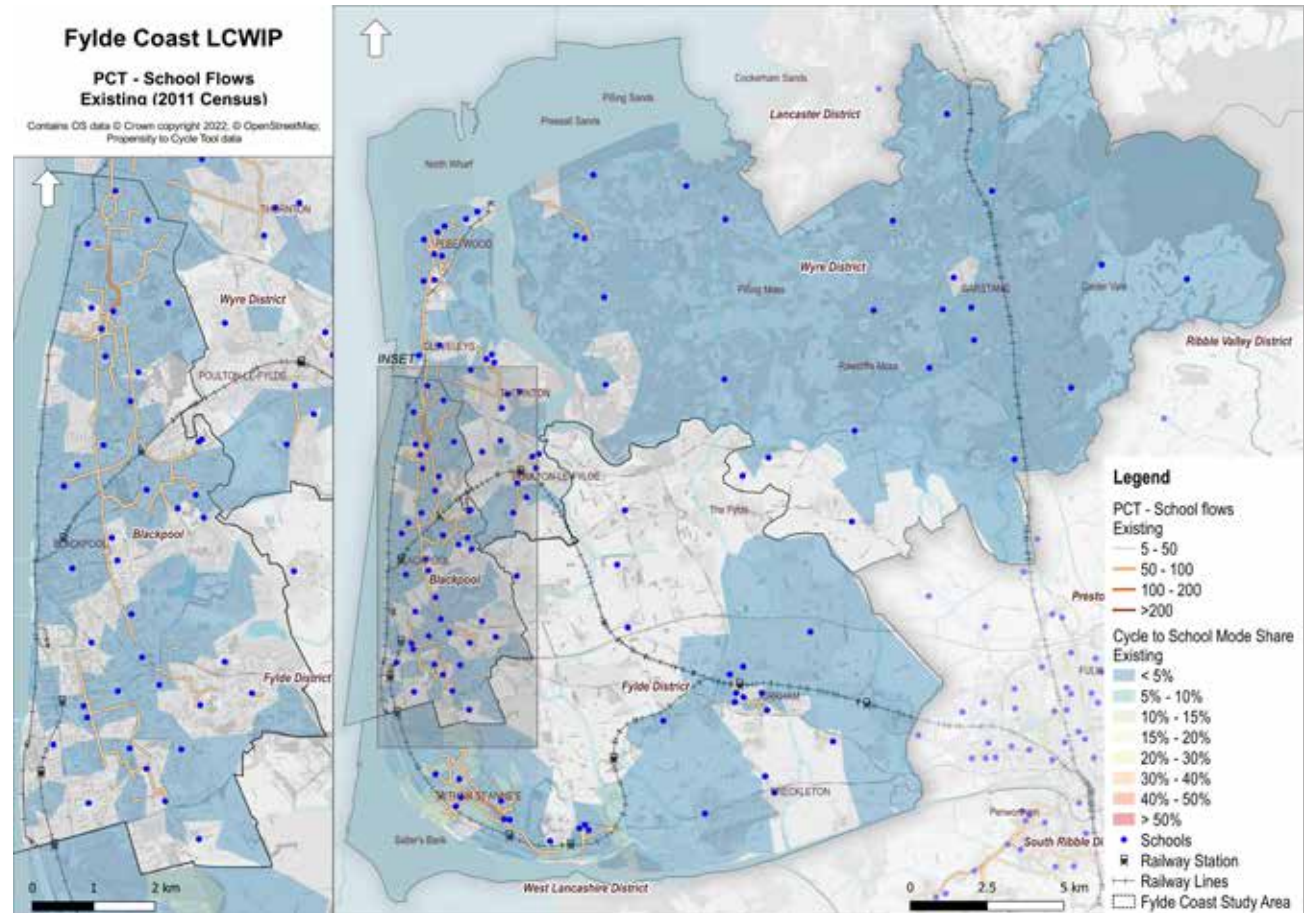 Fylde Coast LCWIP
PCT - School Flows
Existing (2011 Census)
Contains OS data © Crown copyright 2022, © OpenStreetMap;
Propensity to Cycle Tool data
THORNTON
Wyre District
POULTON-LE-FYLDE
BLACKPOOL
Blackpool
Fylde District
0 1 2 km
Cockerham Sands
Pilling Sands
Lancaster District
Preesall Sands
North Wharf
FLEETWOOD
Wyre District
Pilling Moss
GARSTANG
Calder Vale
Ribble Valley District
CLEVELEYS
INSET
Rawcliffe Moss
THORNTON
POULTON-LE-FYLDE
The Fylde
BLACKPOOL
Blackpool
Fylde District
KIRKHAM
FRECKLETON
LYTHAM ST ANNE'S
Salter's Bank
West Lancashire District
Presto
FUL
Penwortham
South Ribble Di
0 2.5 5 km
Legend
PCT - School flows
Existing
5 - 50
50 - 100
100 - 200
>200
Cycle to School Mode Share
Existing
< 5%
5% - 10%
10% - 15%
15% - 20%
20% - 30%
30% - 40%
40% - 50%
> 50%
Schools
Railway Station
Railway Lines
Fylde Coast Study Area